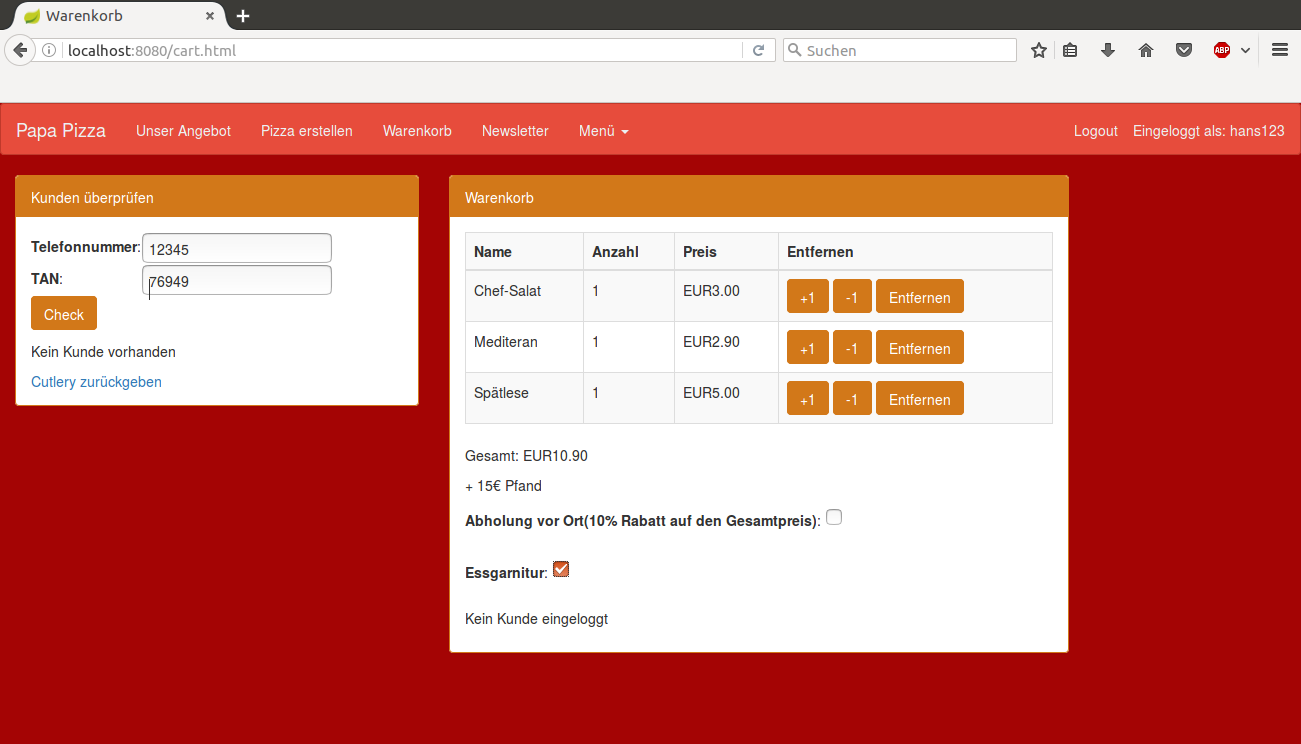 Warenkorb
localhost:8080/cart.html
Suchen
ABP
Papa Pizza Unser Angebot Pizza erstellen Warenkorb Newsletter Menü Logout Eingeloggt als: hans123
Kunden überprüfen
Telefonnummer: 12345
TAN: 76949
Check
Kein Kunde vorhanden
Cutlery zurückgeben
Warenkorb
Name Anzahl Preis Entfernen
Chef-Salat 1 EUR3.00 +1 -1 Entfernen
Mediteran 1 EUR2.90 +1 -1 Entfernen
Spätlese 1 EUR5.00 +1 -1 Entfernen
Gesamt: EUR10.90
+ 15€ Pfand
Abholung vor Ort(10% Rabatt auf den Gesamtpreis):
Essgarnitur:
Kein Kunde eingeloggt